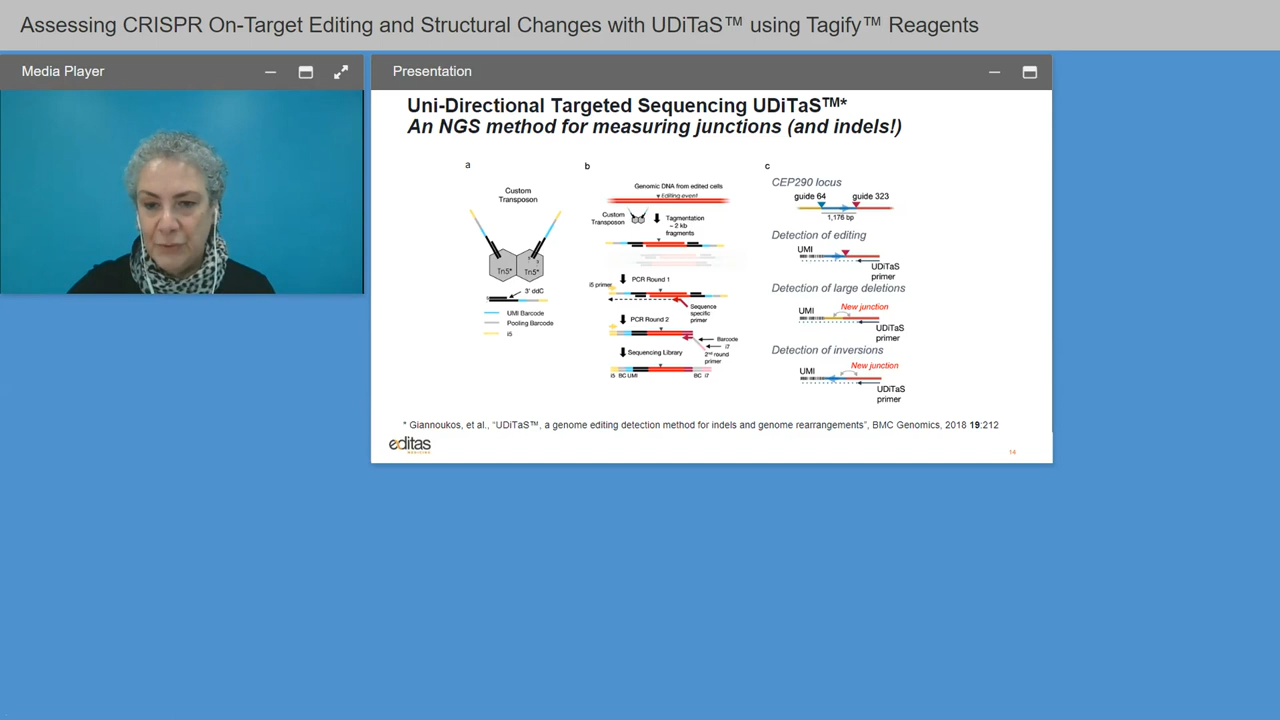 Assessing CRISPR On-Target Editing and Structural Changes with UDiTaS™ using Tagify™ Reagents
Media Player
Presentation
Uni-Directional Targeted Sequencing UDiTaS™*
An NGS method for measuring junctions (and indels!)
a
Custom
Transposon
Tn5*
Tn5*
3' ddC
UMI Barcode
Pooling Barcode
i5
b
Genomic DNA from edited cells
Editing event
Custom
Transposon
Tagmentation
~ 2 kb
fragments
PCR Round 1
i5 primer
Sequence
specific
primer
PCR Round 2
Barcode
i7
2nd round
primer
Sequencing Library
i5 BC UMI
BC i7
c
CEP290 locus
guide 64
guide 323
1,176 bp
Detection of editing
UMI
UDiTaS
primer
Detection of large deletions
New junction
UMI
UDiTaS
primer
Detection of inversions
New junction
UMI
UDiTaS
primer
* Giannoukos, et al., “UDiTaS™, a genome editing detection method for indels and genome rearrangements”, BMC Genomics, 2018 19:212
editas
MEDICINE
14